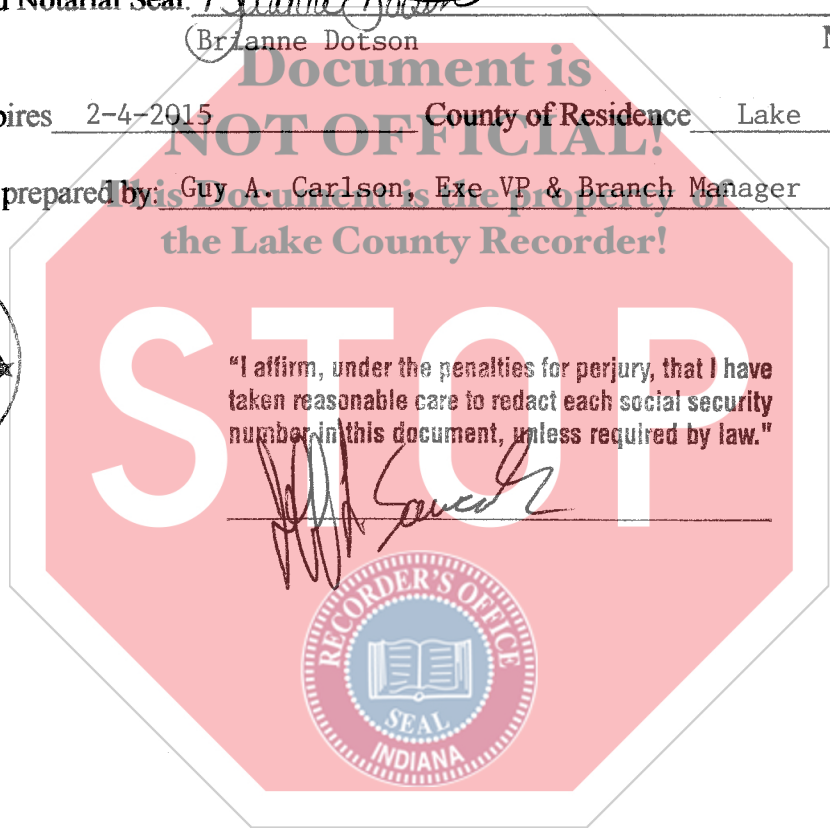 d Notarial Seal: Brianne Dotson
Brianne Dotson
Document is
pires 2-4-2015 County of Residence Lake
NOT OFFICIAL!
prepared by: Guy A. Carlson, Exe VP & Branch Manager
This Document is the property of
the Lake County Recorder!
STOP
"I affirm, under the penalties for perjury, that I have
taken reasonable care to redact each social security
number in this document, unless required by law."
RECORDER'S OFFICE
SEAL
INDIANA